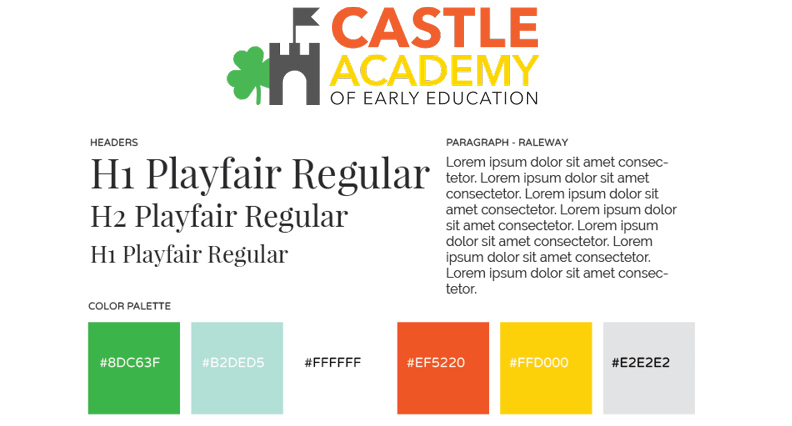 CASTLE
ACADEMY
OF EARLY EDUCATION
HEADERS
H1 Playfair Regular
H2 Playfair Regular
H1 Playfair Regular
PARAGRAPH - RALEWAY
Lorem ipsum dolor sit amet consec-
tetor. Lorem ipsum dolor sit amet
consectetor. Lorem ipsum dolor sit
amet consectetor. Lorem ipsum dolor
sit amet consectetor. Lorem ipsum
dolor sit amet consectetor. Lorem
ipsum dolor sit amet consectetor.
Lorem ipsum dolor sit amet consec-
tetor.
COLOR PALETTE
#8DC63F
#B2DED5
#FFFFFF
#EF5220
#FFD000
#E2E2E2